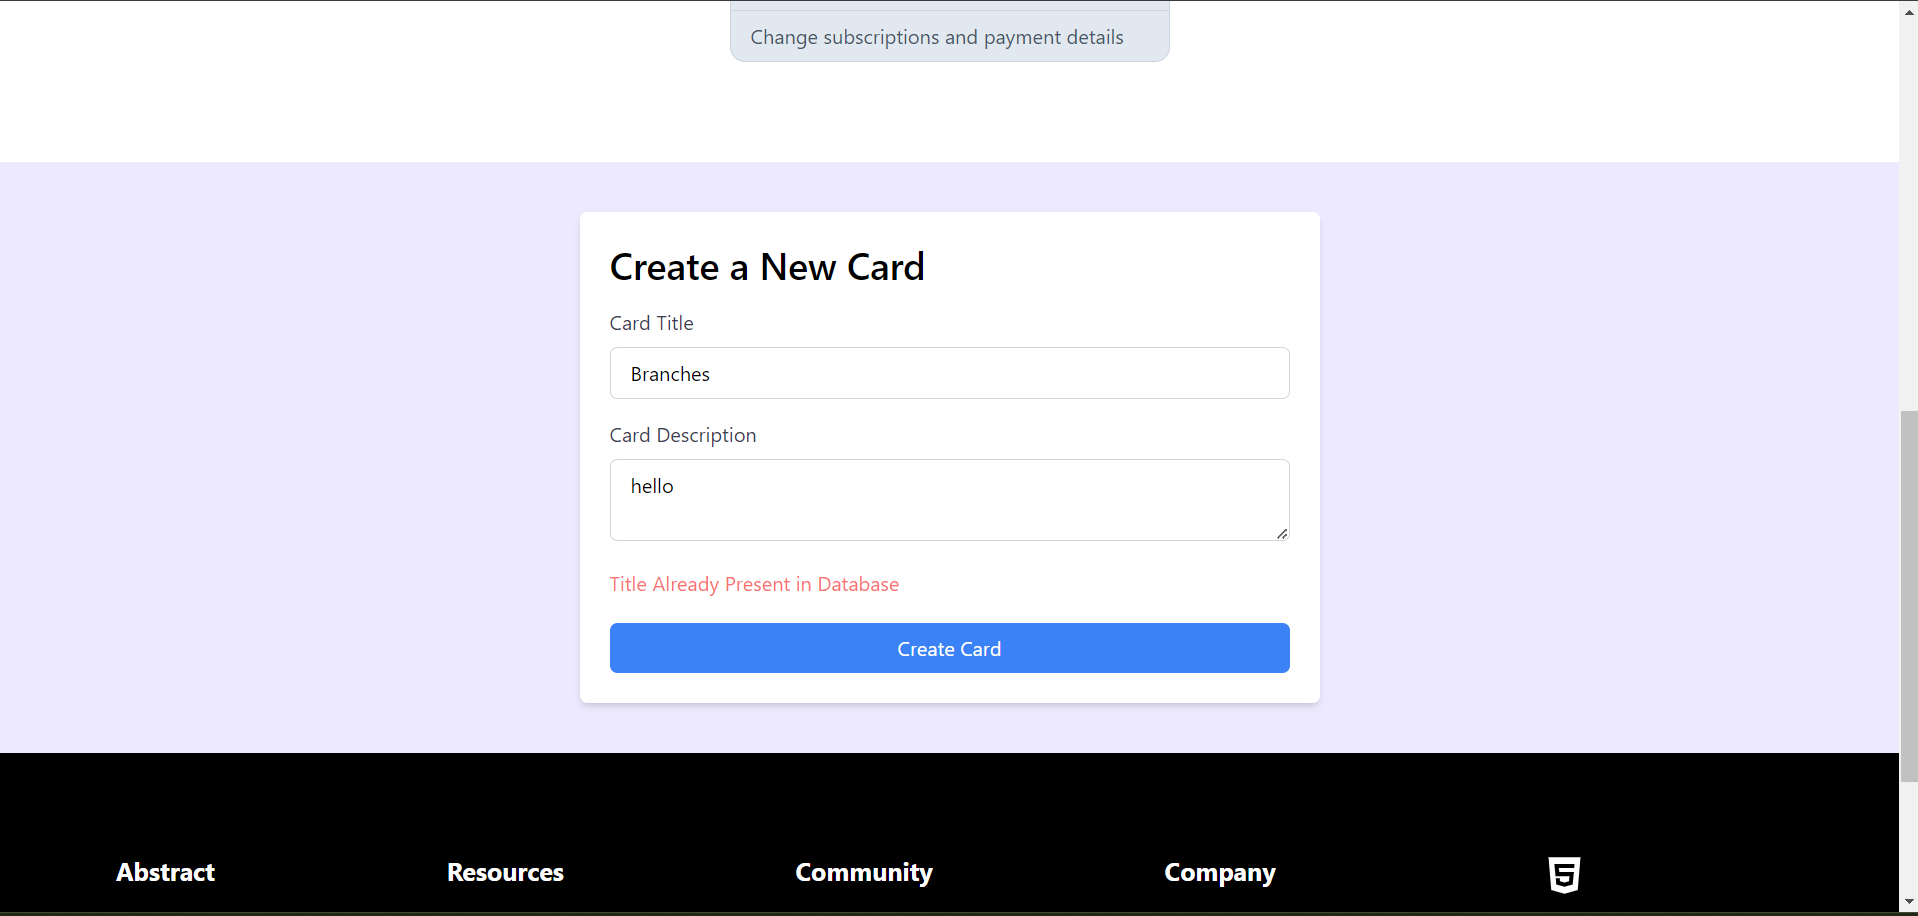 Change subscriptions and payment details
Create a New Card
Card Title
Branches
Card Description
hello
Title Already Present in Database
Create Card
Abstract
Resources
Community
Company
5